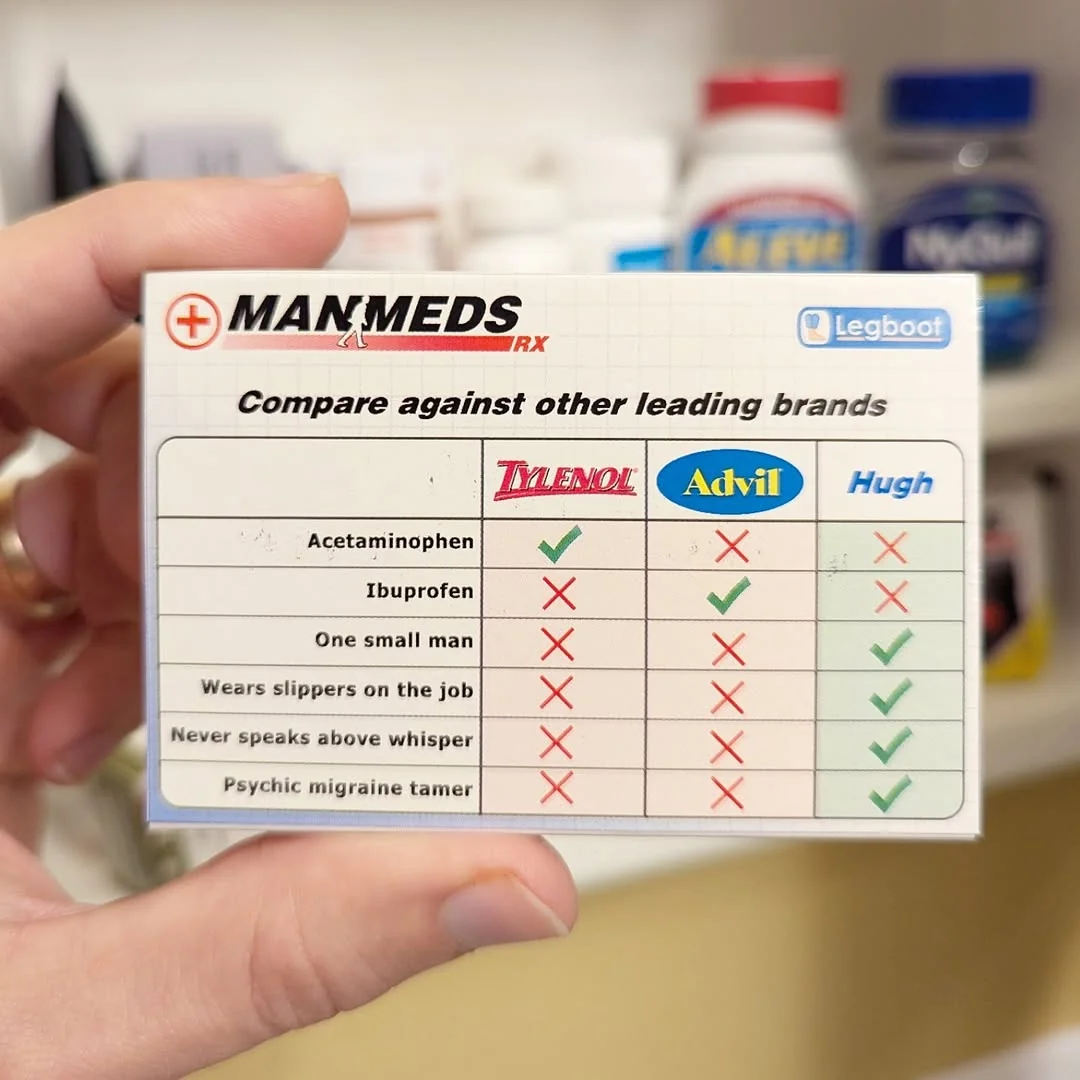 MANMEDS
RX
Legboot
Compare against other leading brands
TYLENOL Advil Hugh
Acetaminophen
Ibuprofen
One small man
Wears slippers on the job
Never speaks above whisper
Psychic migraine tamer
ALEVE
NyQuil